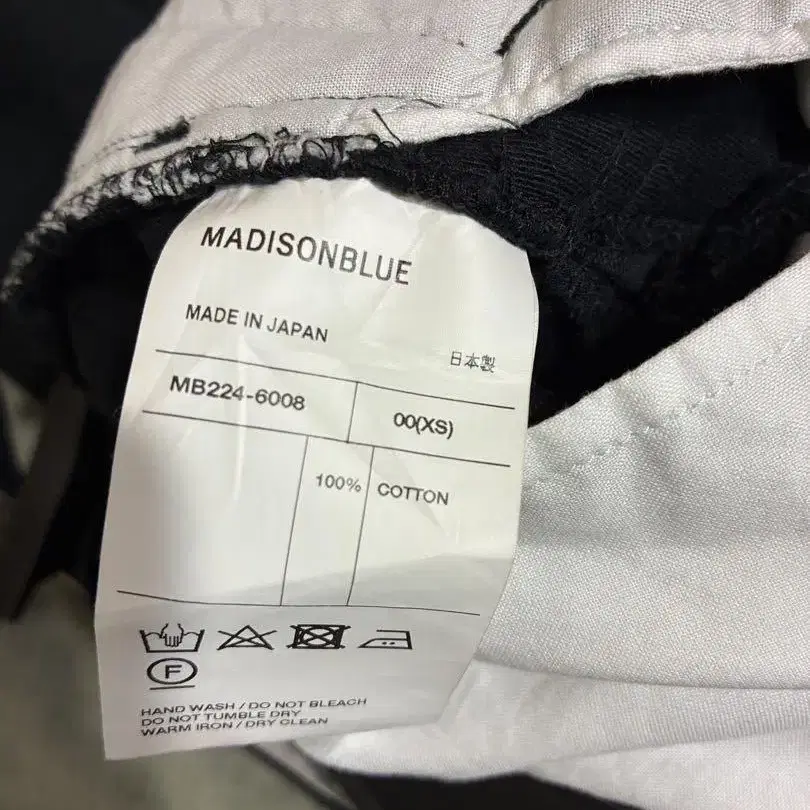 MADISONBLUE
MADE IN JAPAN
日本製
MB224-6008 00(XS)
100% COTTON
F
HAND WASH / DO NOT BLEACH
DO NOT TUMBLE DRY
WARM IRON / DRY CLEAN